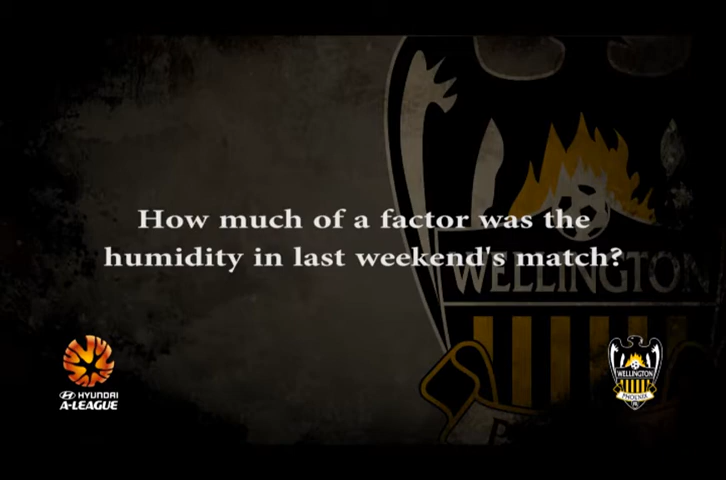 How much of a factor was the
humidity in last weekend's match?
WELLINGTON
HYUNDAI
A-LEAGUE
WELLINGTON
PHOENIX